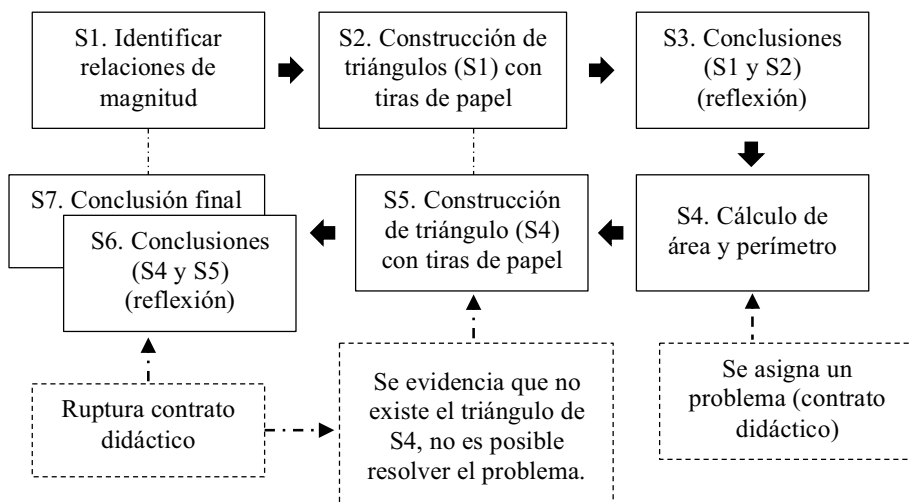 S1. Identificar
relaciones de
magnitud
S2. Construcción de
triángulos (S1) con
tiras de papel
S3. Conclusiones
(S1 y S2)
(reflexión)
S4. Cálculo de
área y perímetro
S5. Construcción
de triángulo (S4)
con tiras de papel
S7. Conclusión final
S6. Conclusiones
(S4 y S5)
(reflexión)
Ruptura contrato
didáctico
Se evidencia que no
existe el triángulo de
S4, no es posible
resolver el problema.
Se asigna un
problema (contrato
didáctico)